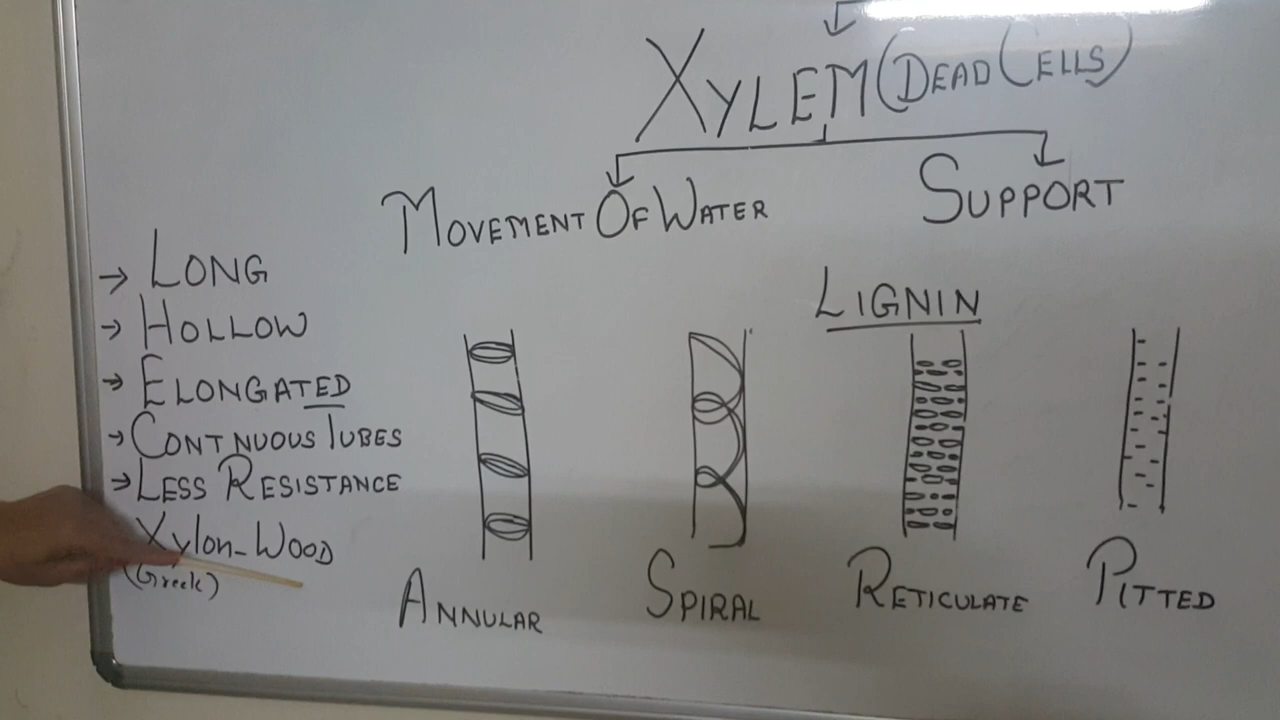 XYLEM (DEAD CELLS)
MOVEMENT OF WATER
SUPPORT
→ LONG
→ HOLLOW
→ ELONGATED
→ CONTNUOUS TUBES
→ LESS RESISTANCE
Xylon-WOOD
(Greek)
LIGNIN
ANNULAR
SPIRAL
RETICULATE
PITTED